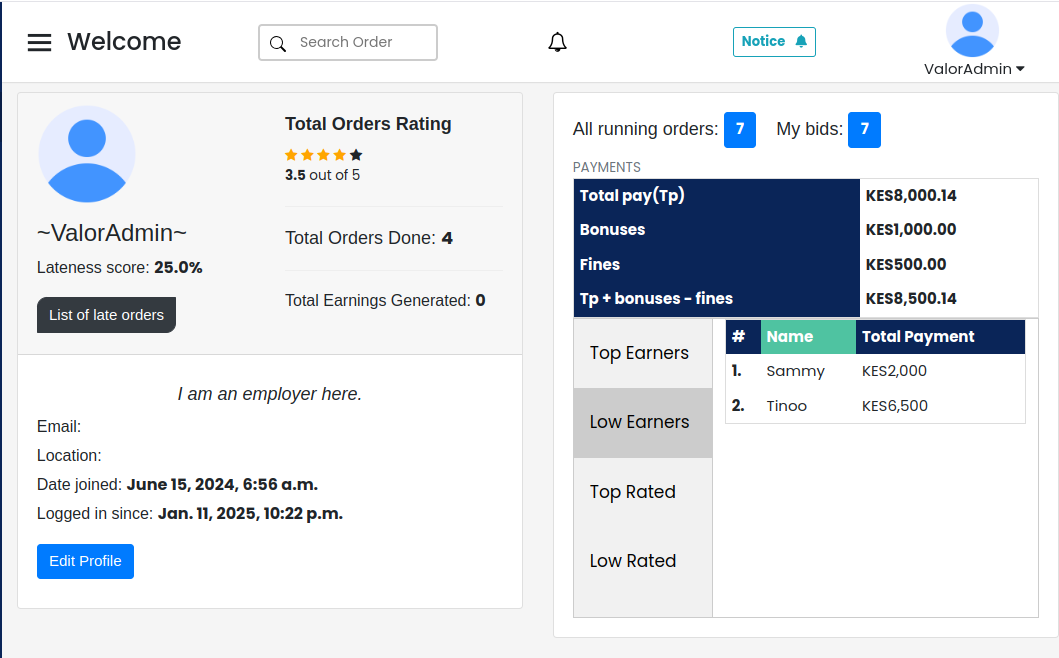 Welcome
Search Order
Notice
ValorAdmin
~ValorAdmin~
Lateness score: 25.0%
List of late orders
Total Orders Rating
3.5 out of 5
Total Orders Done: 4
Total Earnings Generated: 0
I am an employer here.
Email:
Location:
Date joined: June 15, 2024, 6:56 a.m.
Logged in since: Jan. 11, 2025, 10:22 p.m.
Edit Profile
All running orders: 7 My bids: 7
PAYMENTS
Total pay(Tp) KES8,000.14
Bonuses KES1,000.00
Fines KES500.00
Tp + bonuses - fines KES8,500.14
Top Earners
Low Earners
Top Rated
Low Rated
# Name Total Payment
1. Sammy KES2,000
2. Tinoo KES6,500